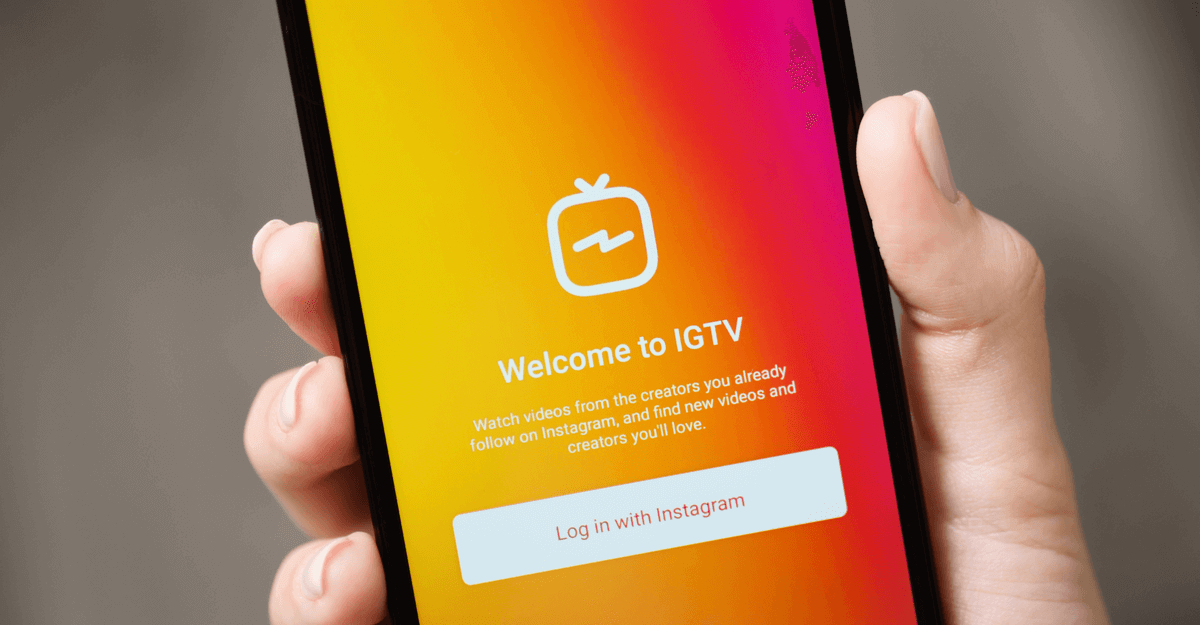 Welcome to IGTV
Watch videos from the creators you already
follow on Instagram, and find new videos and
creators you'll love.
Log in with Instagram